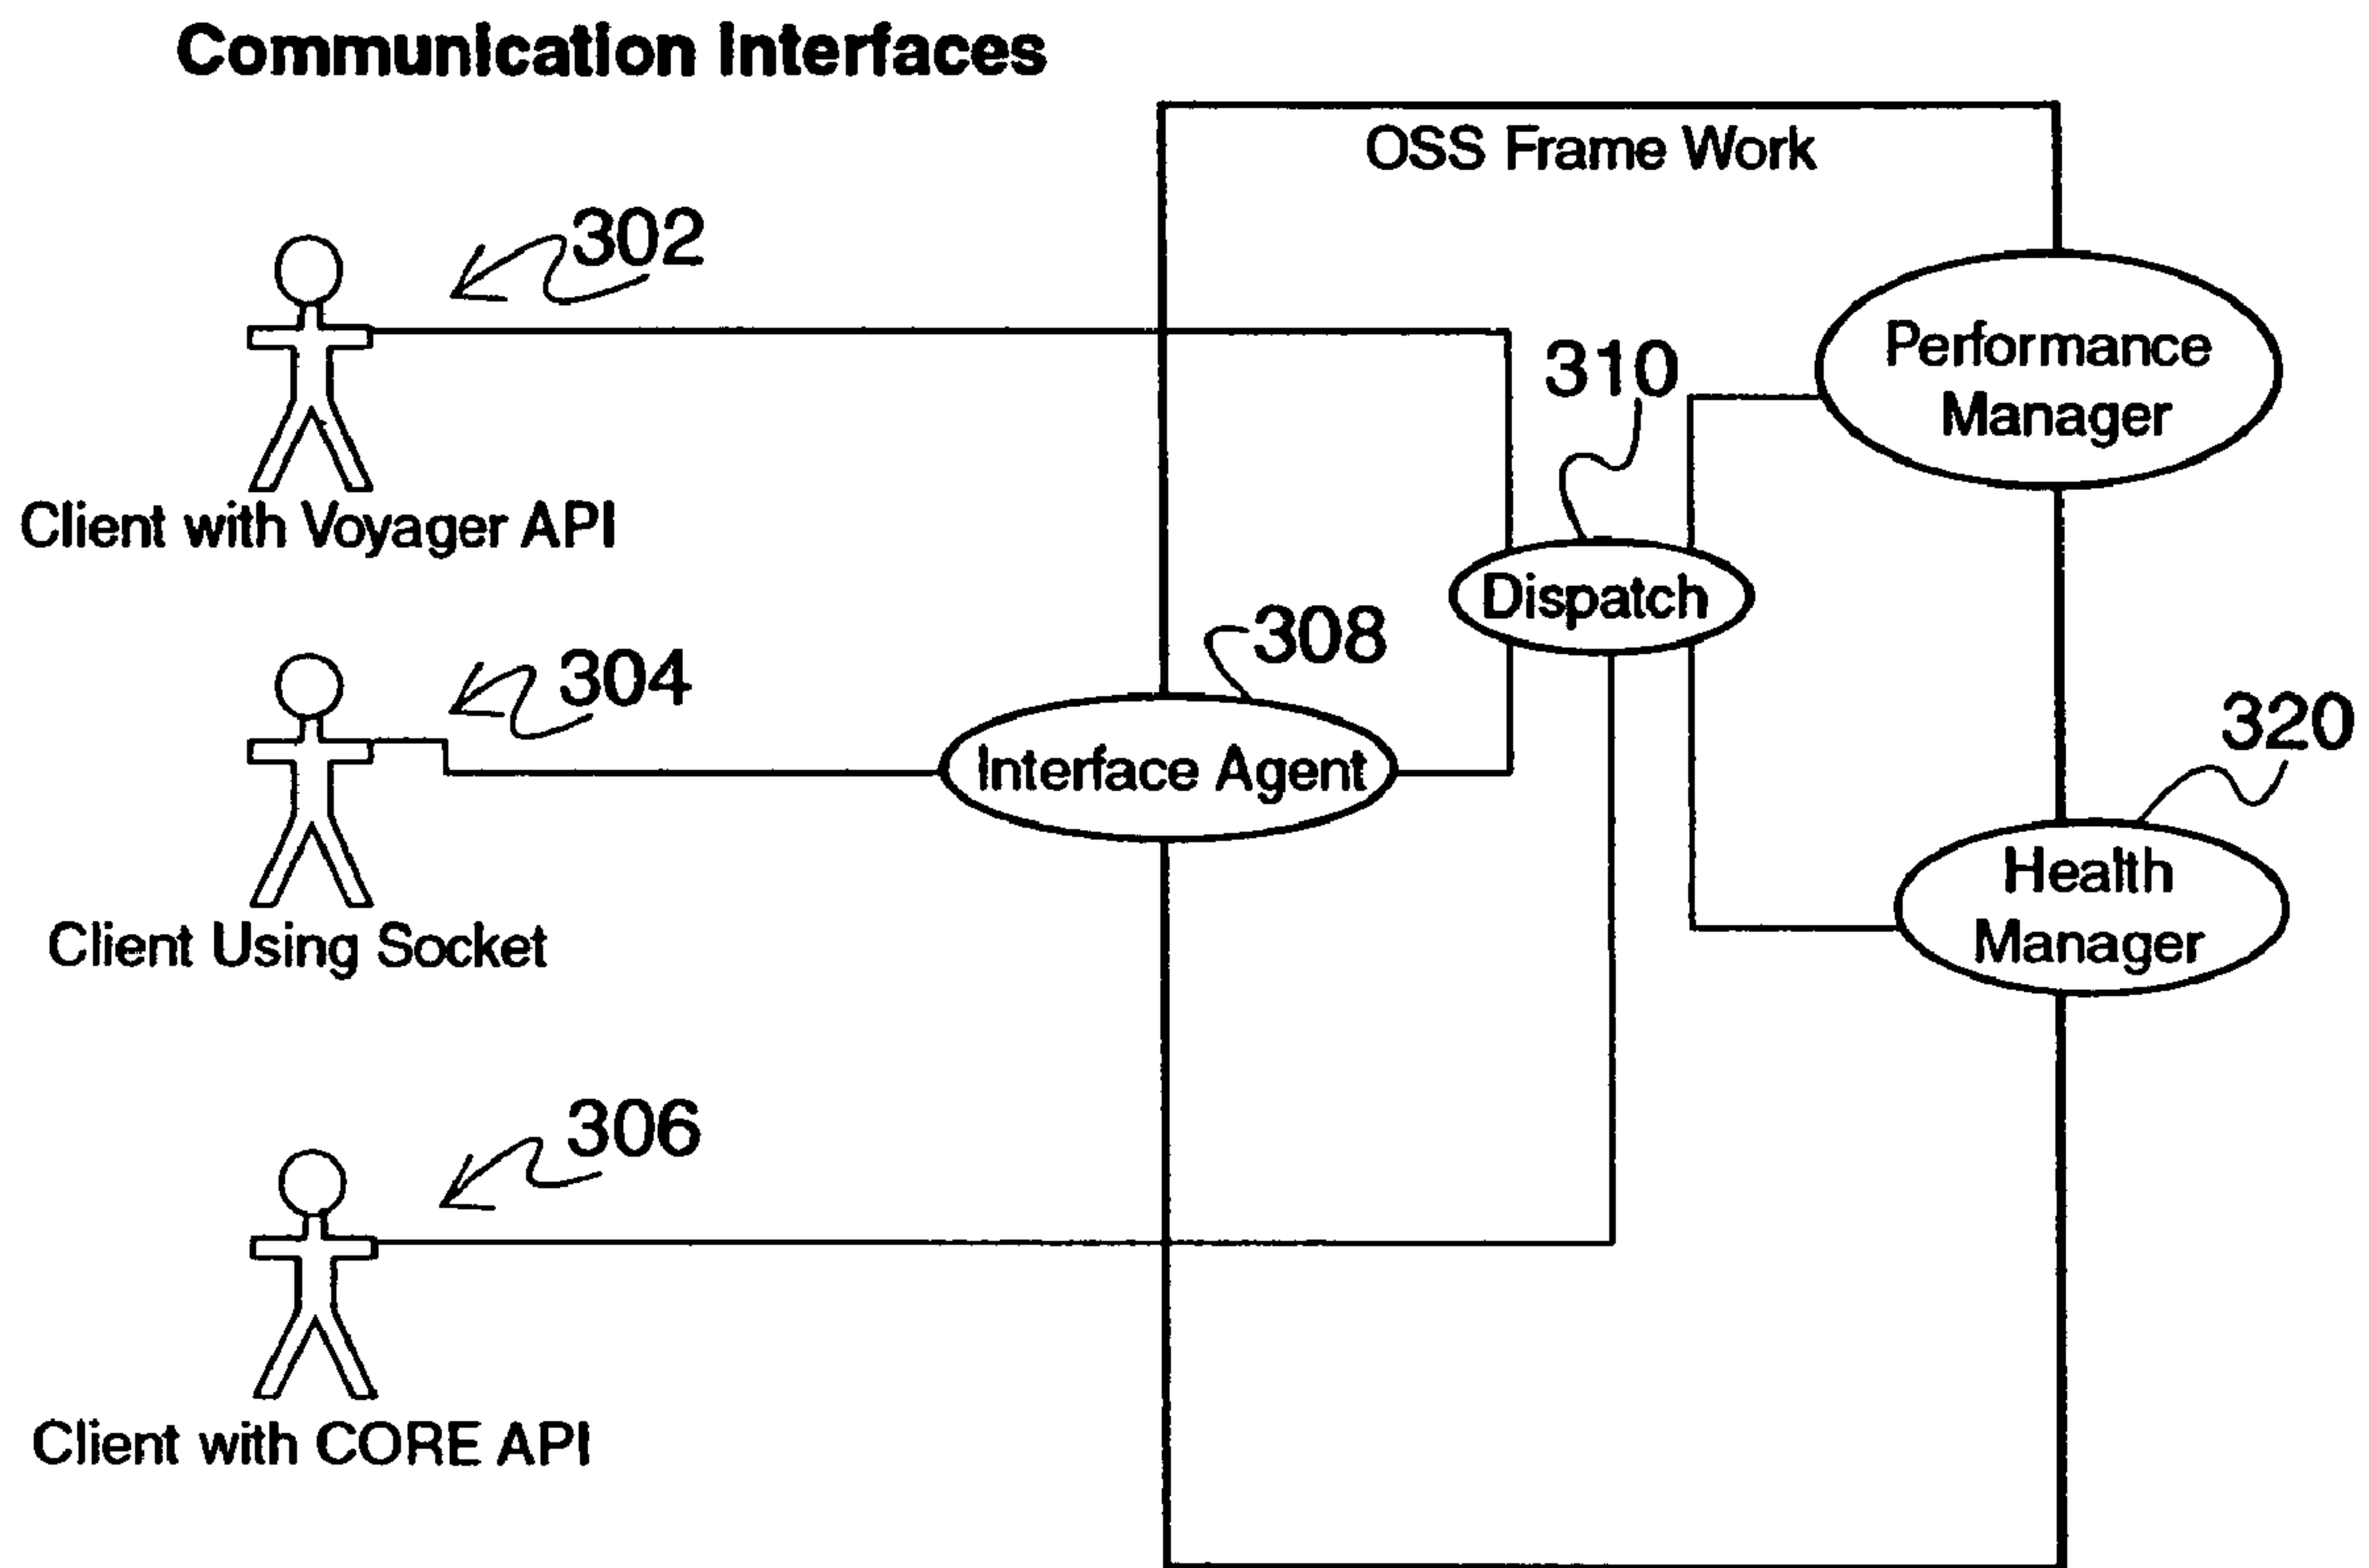 Communication Interfaces
OSS Frame Work
302
Client with Voyager API
310
Performance
Manager
Dispatch
308
304
Interface Agent
Client Using Socket
320
Health
Manager
306
Client with CORE API